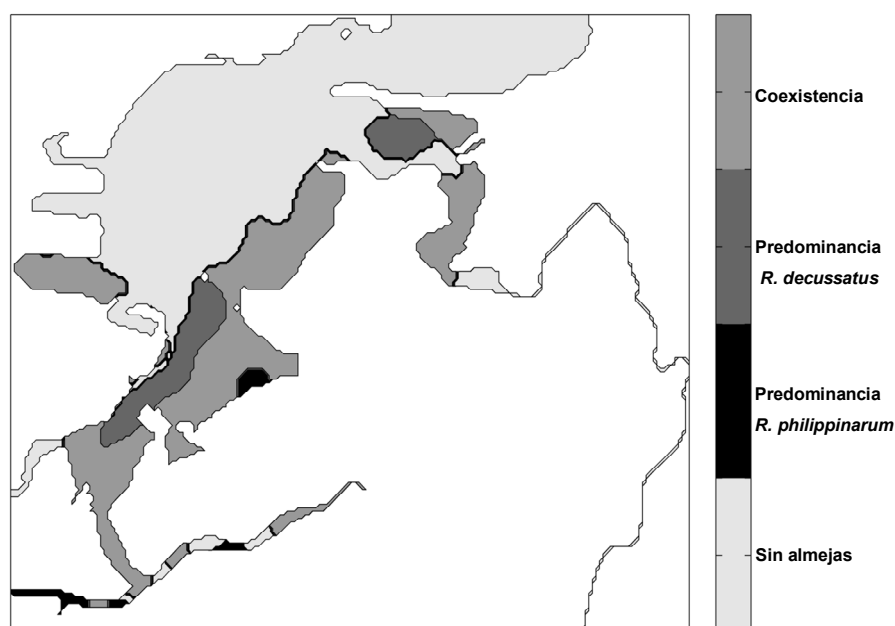 Coexistencia
Predominancia
R. decussatus
Predominancia
R. philippinarum
Sin almejas